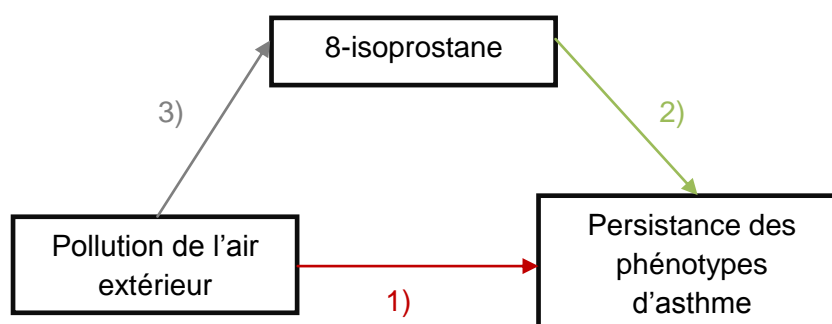 8-isoprostane
3)
2)
Pollution de l’air
extérieur
1)
Persistance des
phénotypes
d’asthme